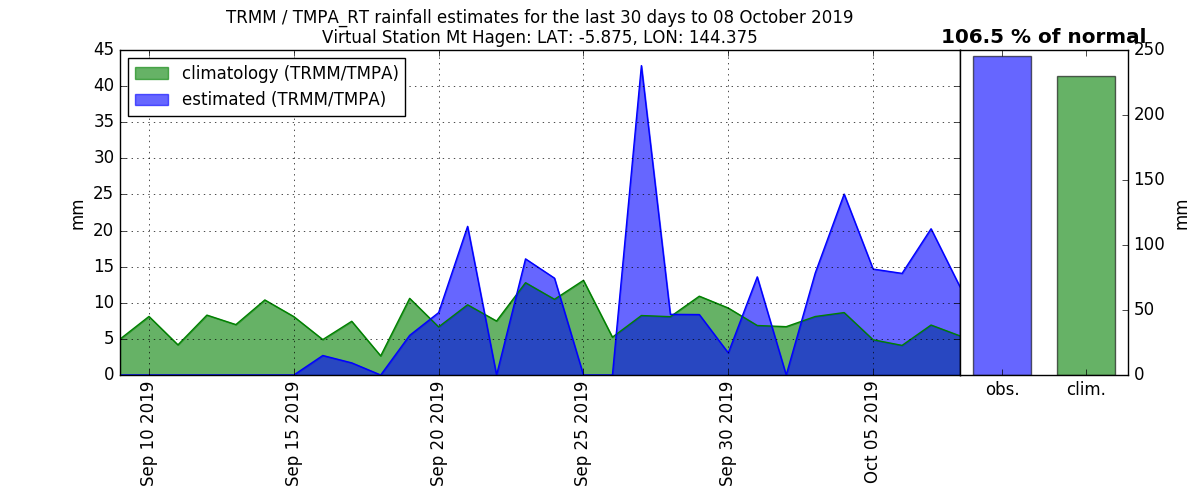 TRMM / TMPA_RT rainfall estimates for the last 30 days to 08 October 2019
Virtual Station Mt Hagen: LAT: -5.875, LON: 144.375
106.5 % of normal
climatology (TRMM/TMPA)
estimated (TRMM/TMPA)
mm
45
40
35
30
25
20
15
10
5
0
Sep 10 2019
Sep 15 2019
Sep 20 2019
Sep 25 2019
Sep 30 2019
Oct 05 2019
250
200
150
100
50
0
mm
obs.
clim.